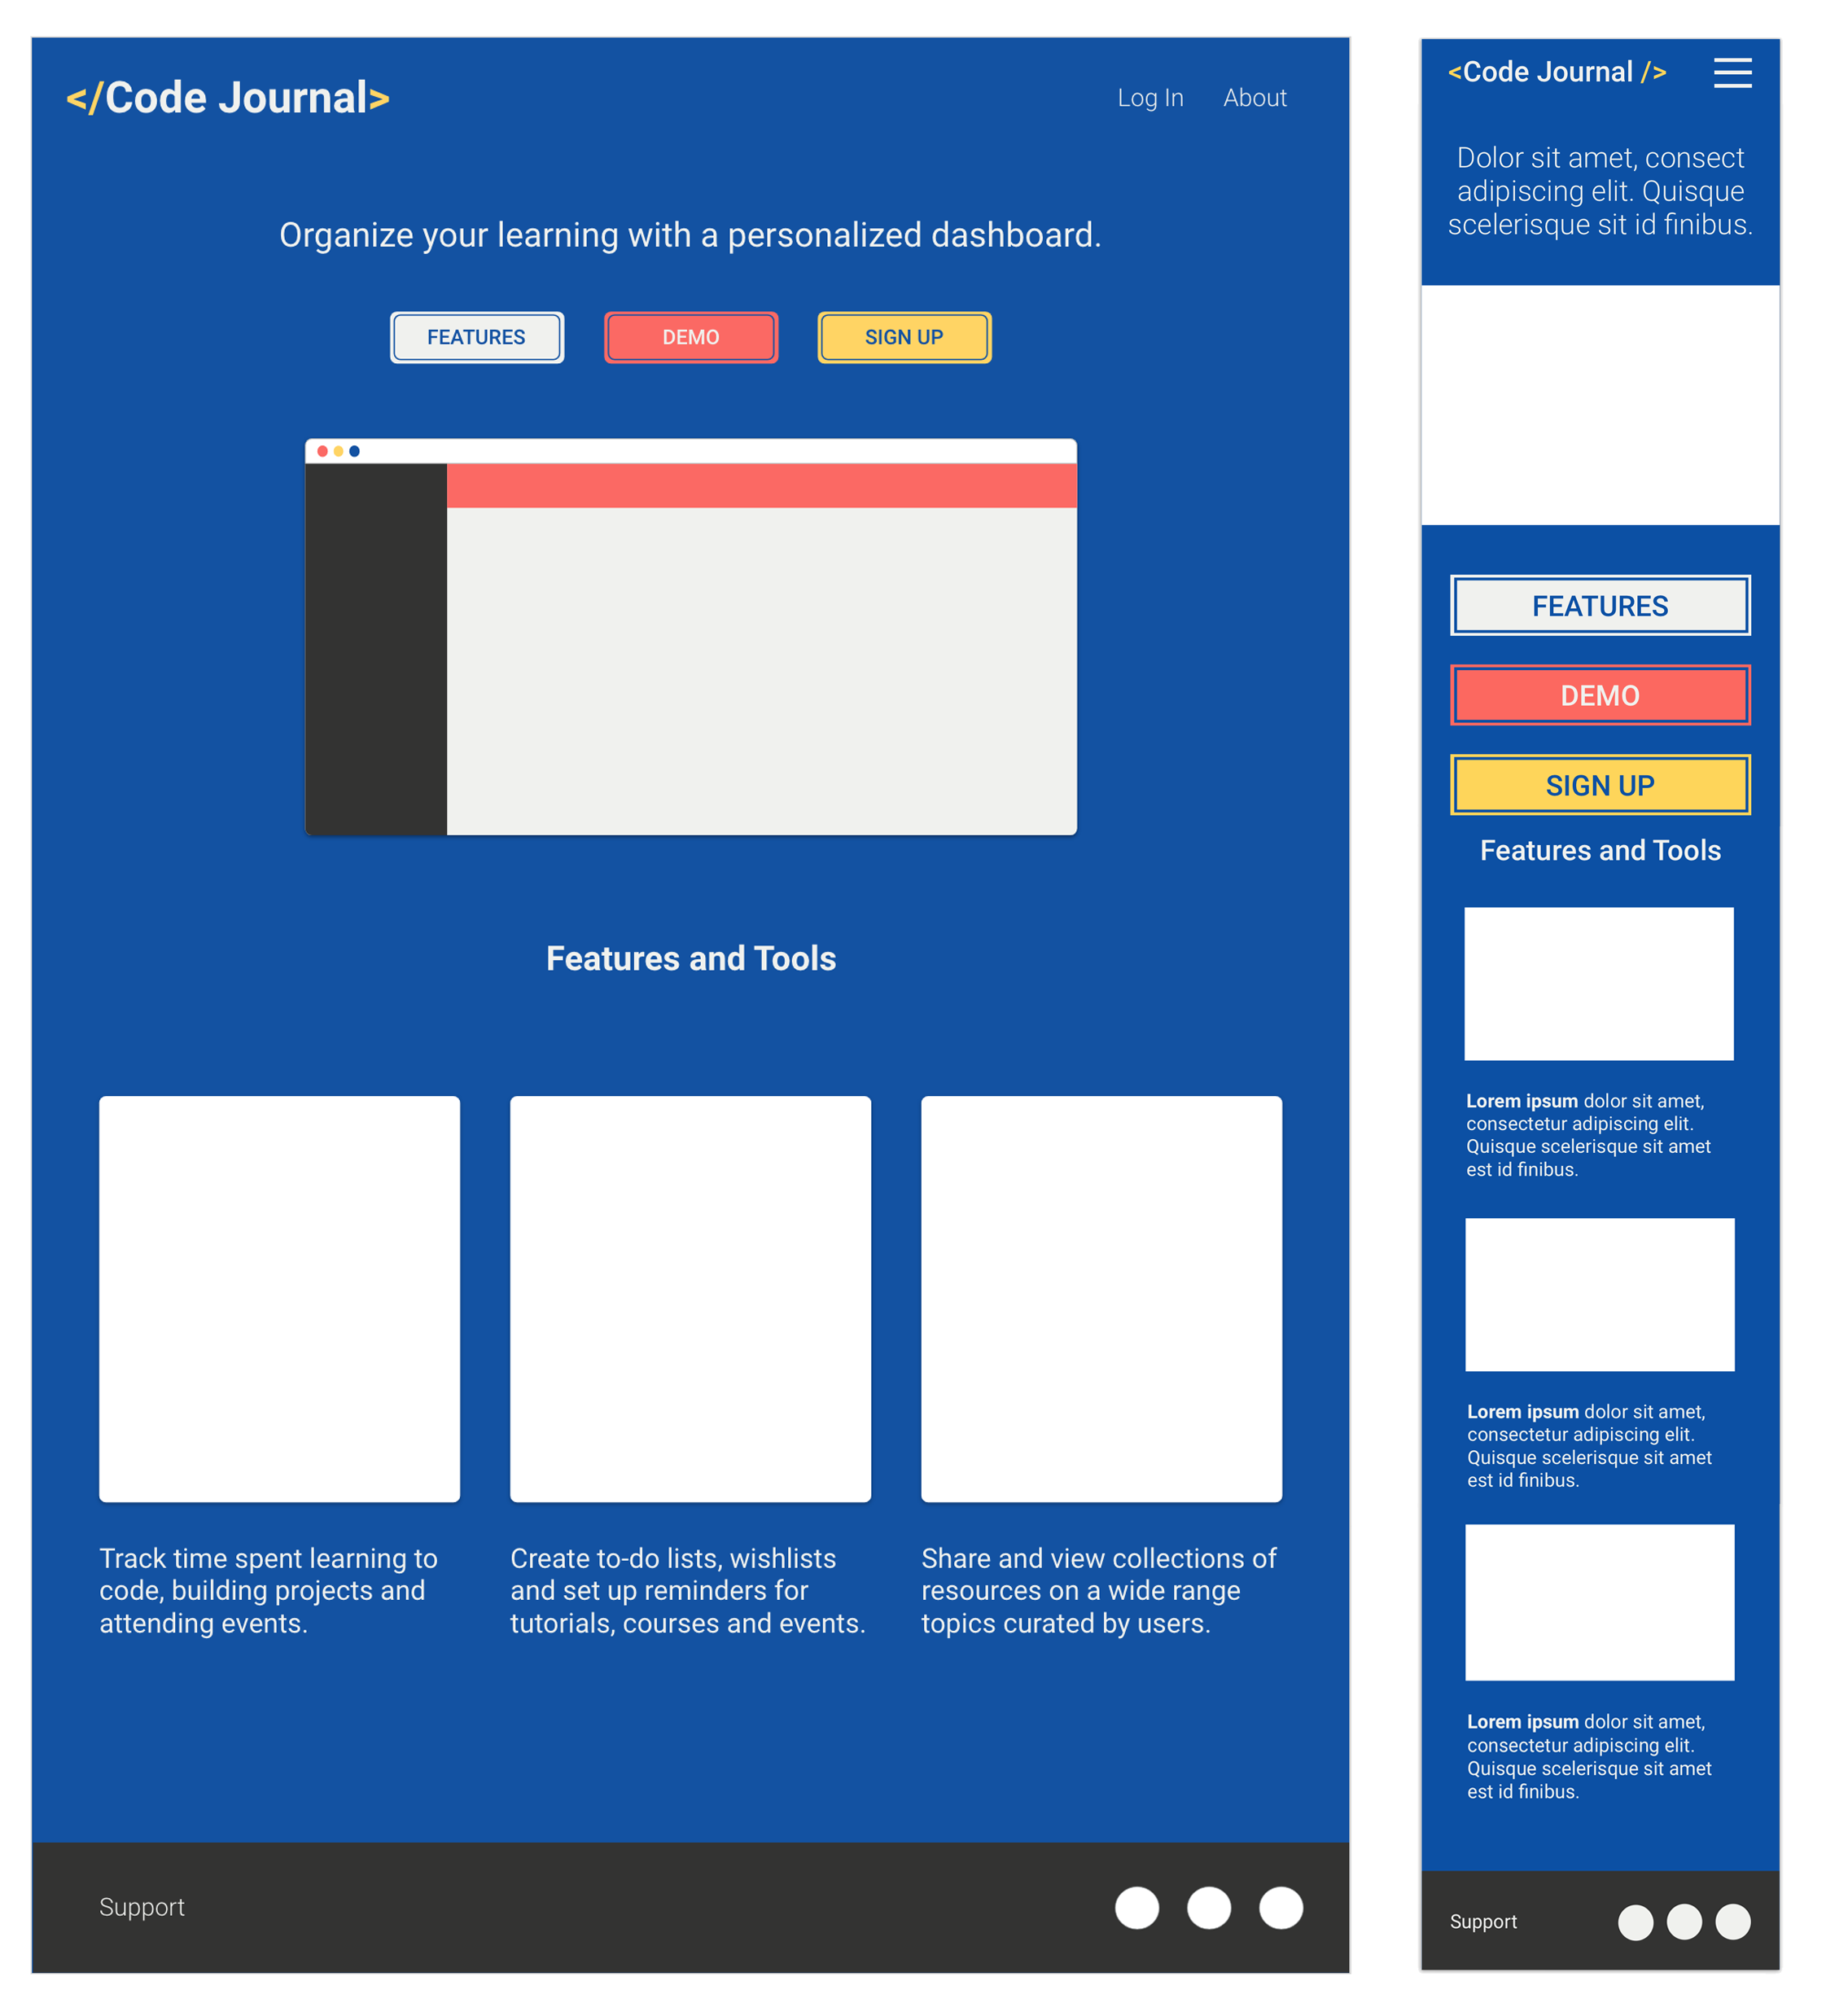 </Code Journal>
Log In About
Organize your learning with a personalized dashboard.
FEATURES DEMO SIGN UP
Features and Tools
Track time spent learning to
code, building projects and
attending events.
Create to-do lists, wishlists
and set up reminders for
tutorials, courses and events.
Share and view collections of
resources on a wide range
topics curated by users.
Support
<Code Journal />
Dolor sit amet, consect
adipiscing elit. Quisque
scelerisque sit id finibus.
FEATURES
DEMO
SIGN UP
Features and Tools
Lorem ipsum dolor sit amet,
consectetur adipiscing elit.
Quisque scelerisque sit amet
est id finibus.
Lorem ipsum dolor sit amet,
consectetur adipiscing elit.
Quisque scelerisque sit amet
est id finibus.
Lorem ipsum dolor sit amet,
consectetur adipiscing elit.
Quisque scelerisque sit amet
est id finibus.
Support